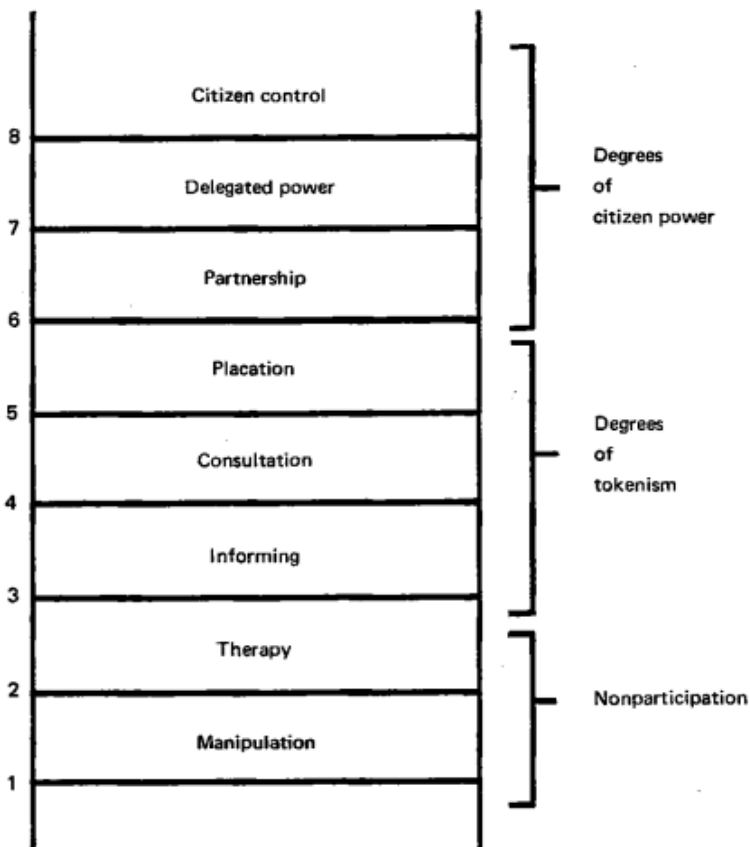 Citizen control
8
Delegated power
7
Partnership
6
Placation
5
Consultation
4
Informing
3
Therapy
2
Manipulation
1
Degrees
of
citizen power
Degrees
of
tokenism
Nonparticipation